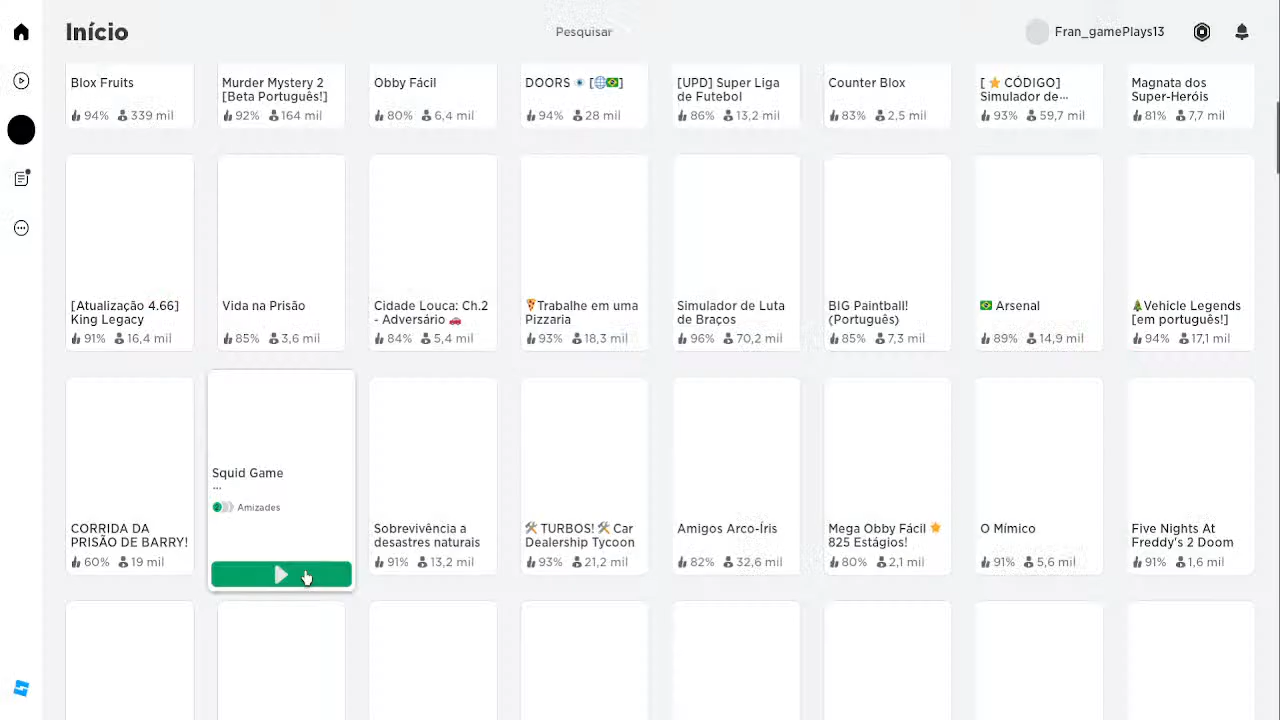 Início
Pesquisar
Fran_gamePlays13
Blox Fruits
94% 339 mil
Murder Mystery 2
[Beta Português!]
92% 164 mil
Obby Fácil
80% 6,4 mil
DOORS 👁️ [🌐🇧🇷]
94% 28 mil
[UPD] Super Liga
de Futebol
86% 13,2 mil
Counter Blox
83% 2,5 mil
[ ⭐ CÓDIGO]
Simulador de...
93% 59,7 mil
Magnata dos
Super-Heróis
81% 7,7 mil
[Atualização 4.66]
King Legacy
91% 16,4 mil
Vida na Prisão
85% 3,6 mil
Cidade Louca: Ch.2
- Adversário 🚗
84% 5,4 mil
🍕Trabalhe em uma
Pizzaria
93% 18,3 mil
Simulador de Luta
de Braços
96% 70,2 mil
BIG Paintball!
(Português)
85% 7,3 mil
🇧🇷 Arsenal
89% 14,9 mil
🎄Vehicle Legends
[em português!]
94% 17,1 mil
CORRIDA DA
PRISÃO DE BARRY!
60% 19 mil
Squid Game
...
Amizades
Sobrevivência a
desastres naturais
91% 13,2 mil
🛠️ TURBOS! 🛠️ Car
Dealership Tycoon
93% 21,2 mil
Amigos Arco-Íris
82% 32,6 mil
Mega Obby Fácil ⭐
825 Estágios!
80% 2,1 mil
O Mímico
91% 5,6 mil
Five Nights At
Freddy's 2 Doom
91% 1,6 mil